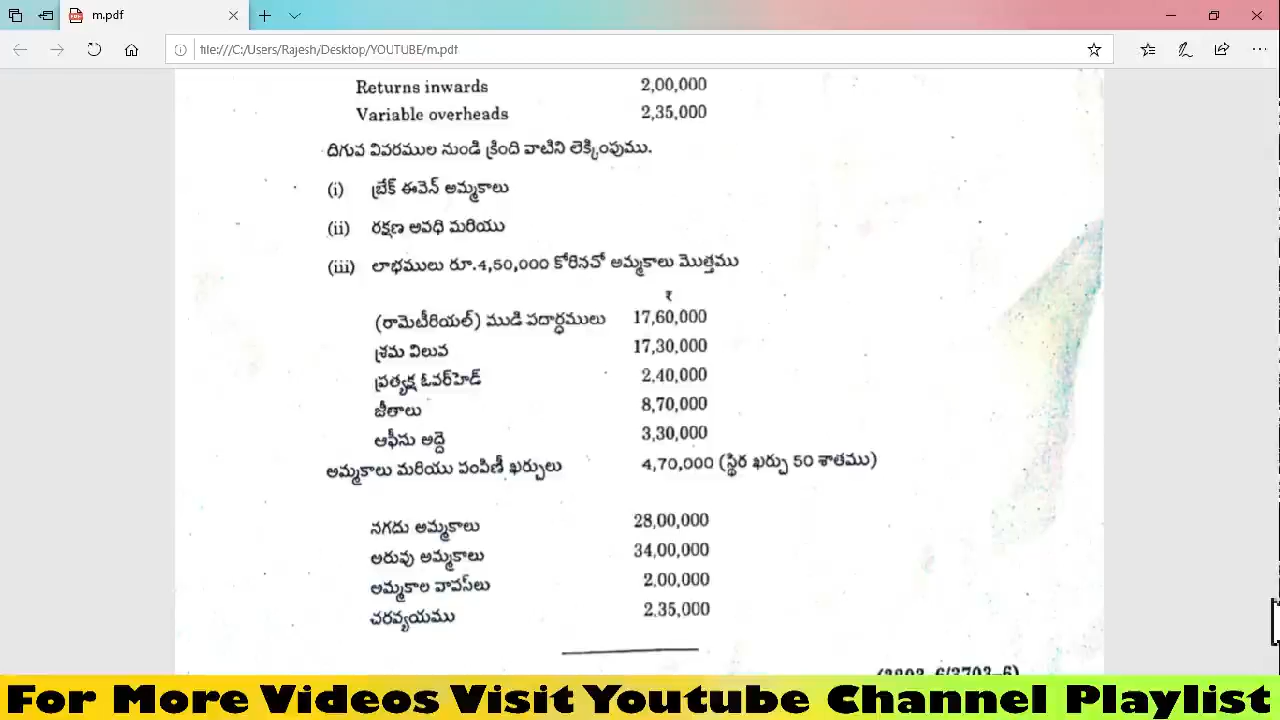 m.pdf
m.pdf
file:///C:/Users/Rajesh/Desktop/YOUTUBE/m.pdf
Returns inwards 2,00,000
Variable overheads 2,35,000
దిగువ వివరముల నుండి క్రింది వాటిని లెక్కింపుము.
(i) బ్రేక్ ఈవెన్ అమ్మకాలు
(ii) రక్షణ అవధి మరియు
(iii) లాభములు రూ.4,50,000 కోరినచో అమ్మకాలు మొత్తము
₹
(రామెటీరియల్) ముడి పదార్ధములు 17,60,000
శ్రమ విలువ 17,30,000
ప్రత్యక్ష ఓవర్‌హెడ్ 2,40,000
జీతాలు 8,70,000
ఆఫీసు అద్దె 3,30,000
అమ్మకాలు మరియు పంపిణీ ఖర్చులు 4,70,000 (స్థిర ఖర్చు 50 శాతము)
నగదు అమ్మకాలు 28,00,000
అరువు అమ్మకాలు 34,00,000
అమ్మకాల వాపస్‌లు 2,00,000
చరవ్యయము 2,35,000
For More Videos Visit Youtube Channel Playlist